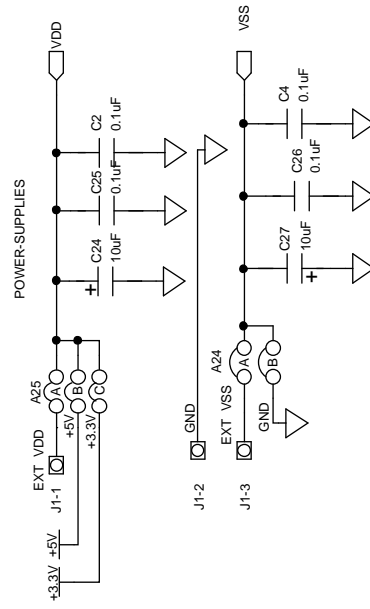 POWER-SUPPLIES
VDD
C2
0.1uF
C25
0.1uF
C24
10uF
+
A25
A
B
C
EXT VDD
+5V
+3.3V
J1-1
+5V
+3.3V
GND
J1-2
VSS
C4
0.1uF
C26
0.1uF
C27
10uF
+
A24
A
B
EXT VSS
GND
J1-3